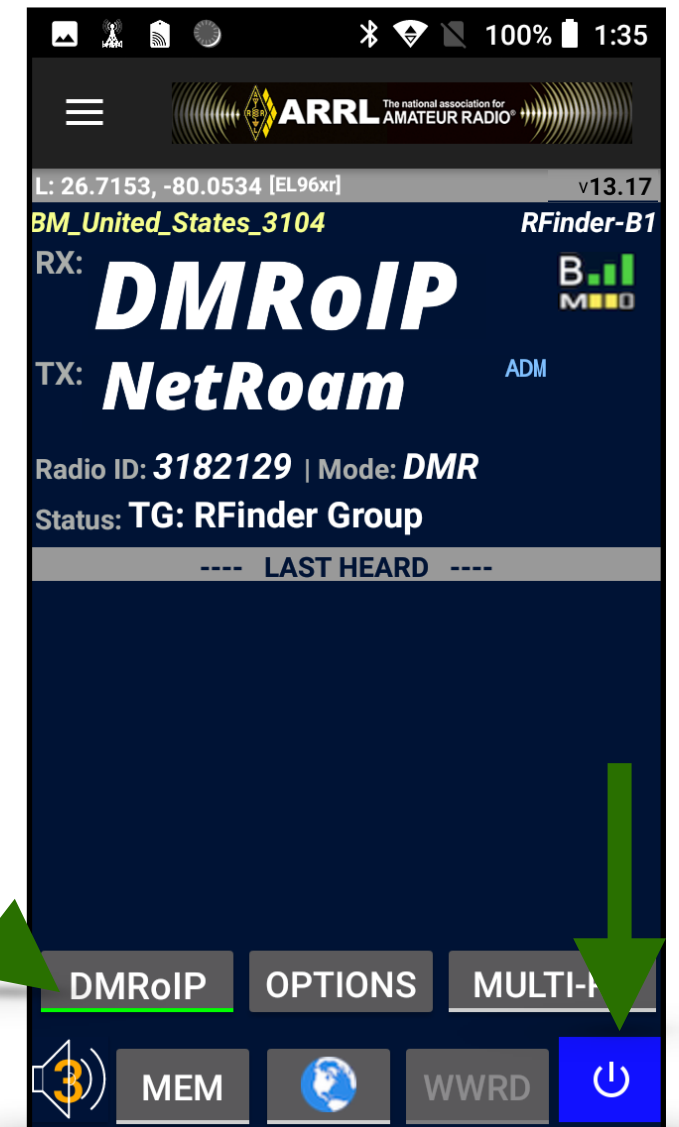 100% 1:35
ARRL The national association for AMATEUR RADIO®
L: 26.7153, -80.0534 [EL96xr] v13.17
BM_United_States_3104 RFinder-B1
RX: DMRoIP B
M O
TX: NetRoam ADM
Radio ID: 3182129 | Mode: DMR
Status: TG: RFinder Group
---- LAST HEARD ----
DMRoIP OPTIONS MULTI-
3 MEM WWRD